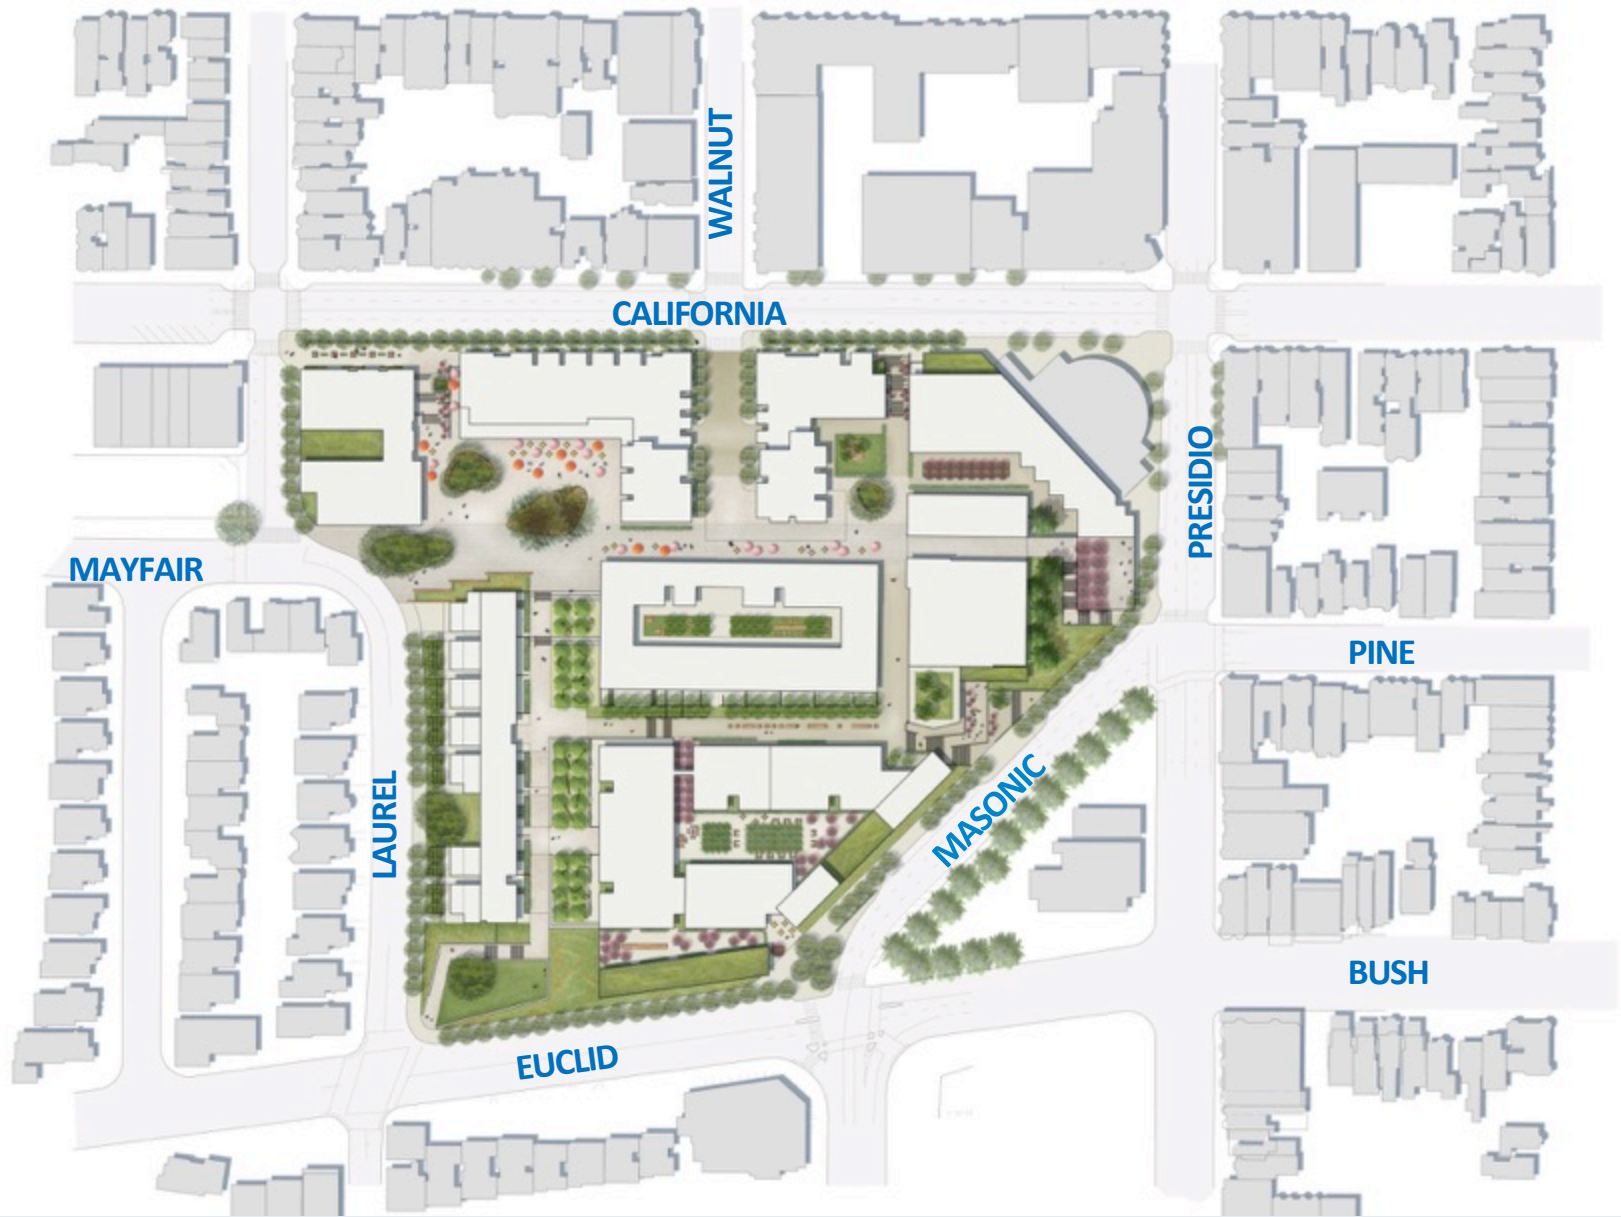 WALNUT
CALIFORNIA
PRESIDIO
MAYFAIR
PINE
LAUREL
MASONIC
BUSH
EUCLID